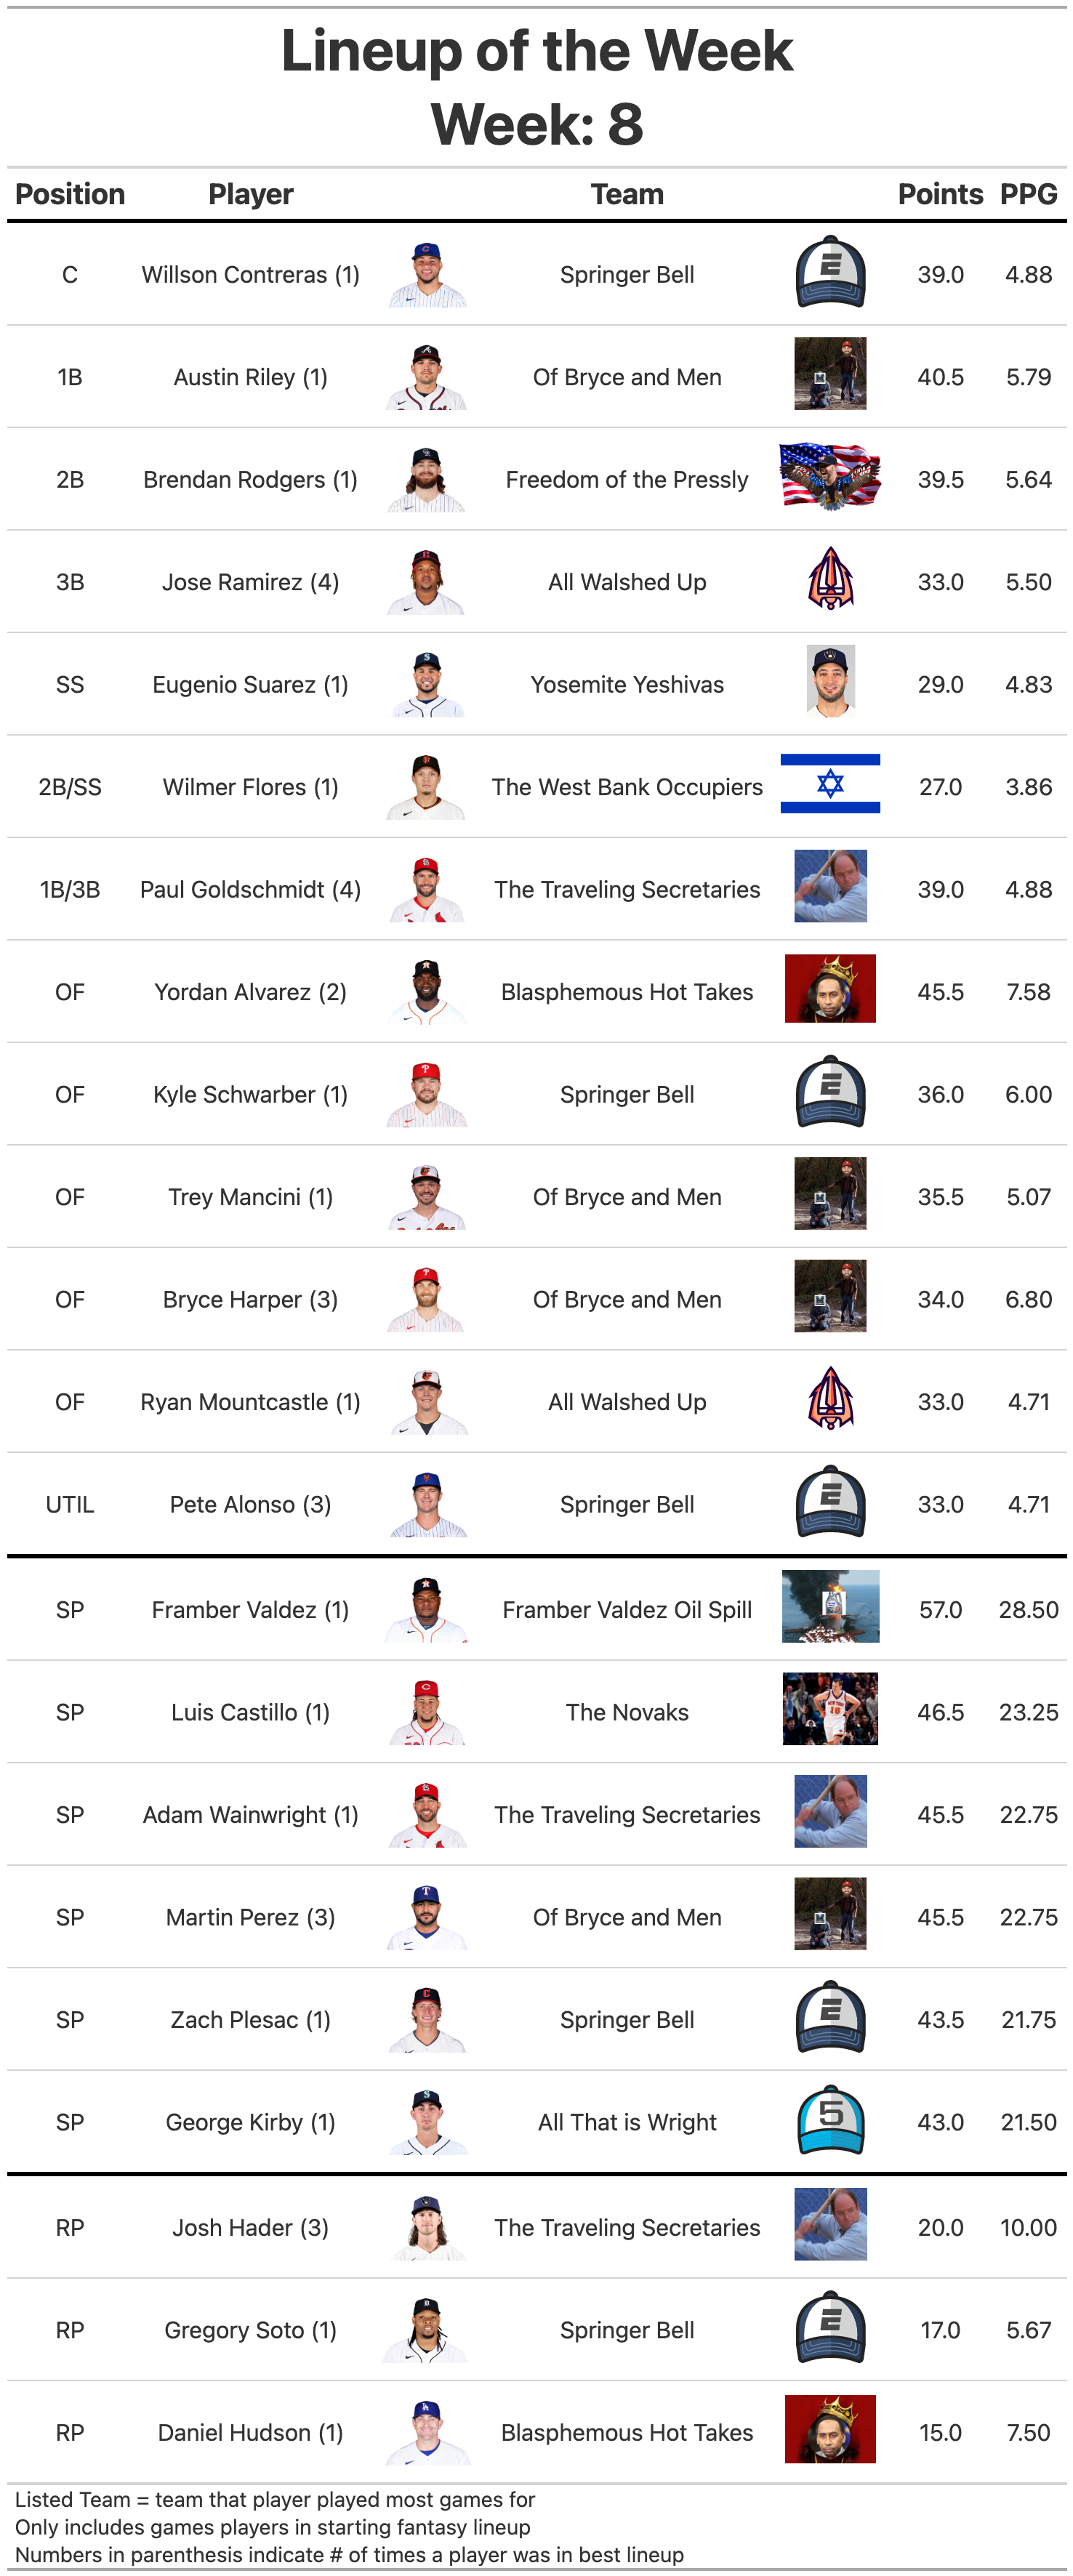 Lineup of the Week
Week: 8
Position Player Team Points PPG
C Willson Contreras (1) Springer Bell 39.0 4.88
1B Austin Riley (1) Of Bryce and Men 40.5 5.79
2B Brendan Rodgers (1) Freedom of the Pressly 39.5 5.64
3B Jose Ramirez (4) All Walshed Up 33.0 5.50
SS Eugenio Suarez (1) Yosemite Yeshivas 29.0 4.83
2B/SS Wilmer Flores (1) The West Bank Occupiers 27.0 3.86
1B/3B Paul Goldschmidt (4) The Traveling Secretaries 39.0 4.88
OF Yordan Alvarez (2) Blasphemous Hot Takes 45.5 7.58
OF Kyle Schwarber (1) Springer Bell 36.0 6.00
OF Trey Mancini (1) Of Bryce and Men 35.5 5.07
OF Bryce Harper (3) Of Bryce and Men 34.0 6.80
OF Ryan Mountcastle (1) All Walshed Up 33.0 4.71
UTIL Pete Alonso (3) Springer Bell 33.0 4.71
SP Framber Valdez (1) Framber Valdez Oil Spill 57.0 28.50
SP Luis Castillo (1) The Novaks 46.5 23.25
SP Adam Wainwright (1) The Traveling Secretaries 45.5 22.75
SP Martin Perez (3) Of Bryce and Men 45.5 22.75
SP Zach Plesac (1) Springer Bell 43.5 21.75
SP George Kirby (1) All That is Wright 5 43.0 21.50
RP Josh Hader (3) The Traveling Secretaries 20.0 10.00
RP Gregory Soto (1) Springer Bell 17.0 5.67
RP Daniel Hudson (1) Blasphemous Hot Takes 15.0 7.50
Listed Team = team that player played most games for
Only includes games players in starting fantasy lineup
Numbers in parenthesis indicate # of times a player was in best lineup